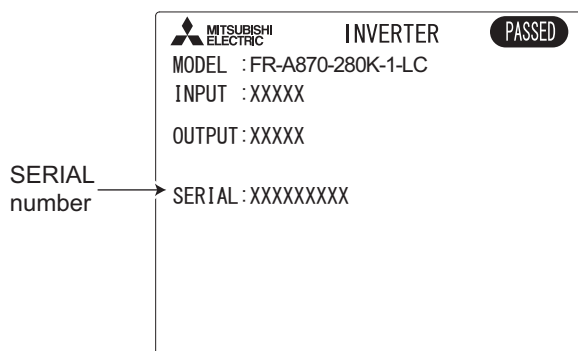 MITSUBISHI ELECTRIC INVERTER PASSED
MODEL :FR-A870-280K-1-LC
INPUT :XXXXX
OUTPUT:XXXXX
SERIAL number
SERIAL:XXXXXXXXX